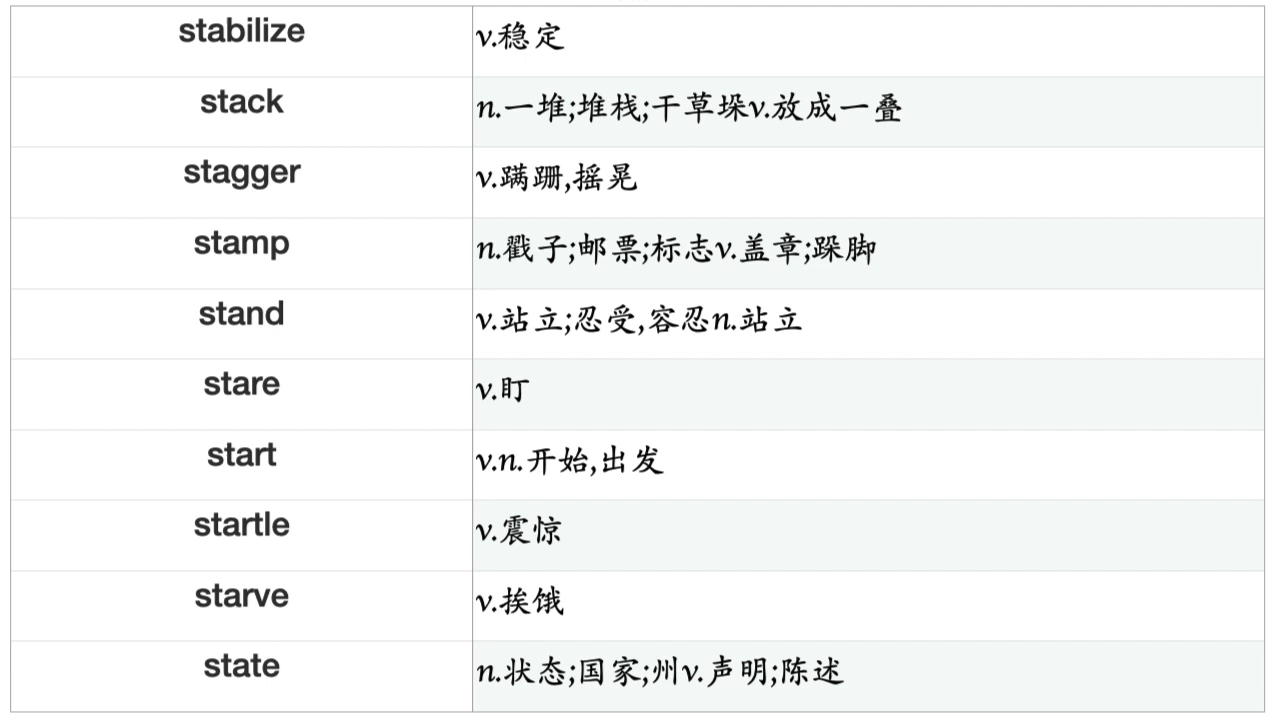 stabilize v.稳定
stack n.一堆;堆栈;干草垛v.放成一叠
stagger v.蹒跚,摇晃
stamp n.戳子;邮票;标志v.盖章;跺脚
stand v.站立;忍受,容忍n.站立
stare v.盯
start v.n.开始,出发
startle v.震惊
starve v.挨饿
state n.状态;国家;州v.声明;陈述